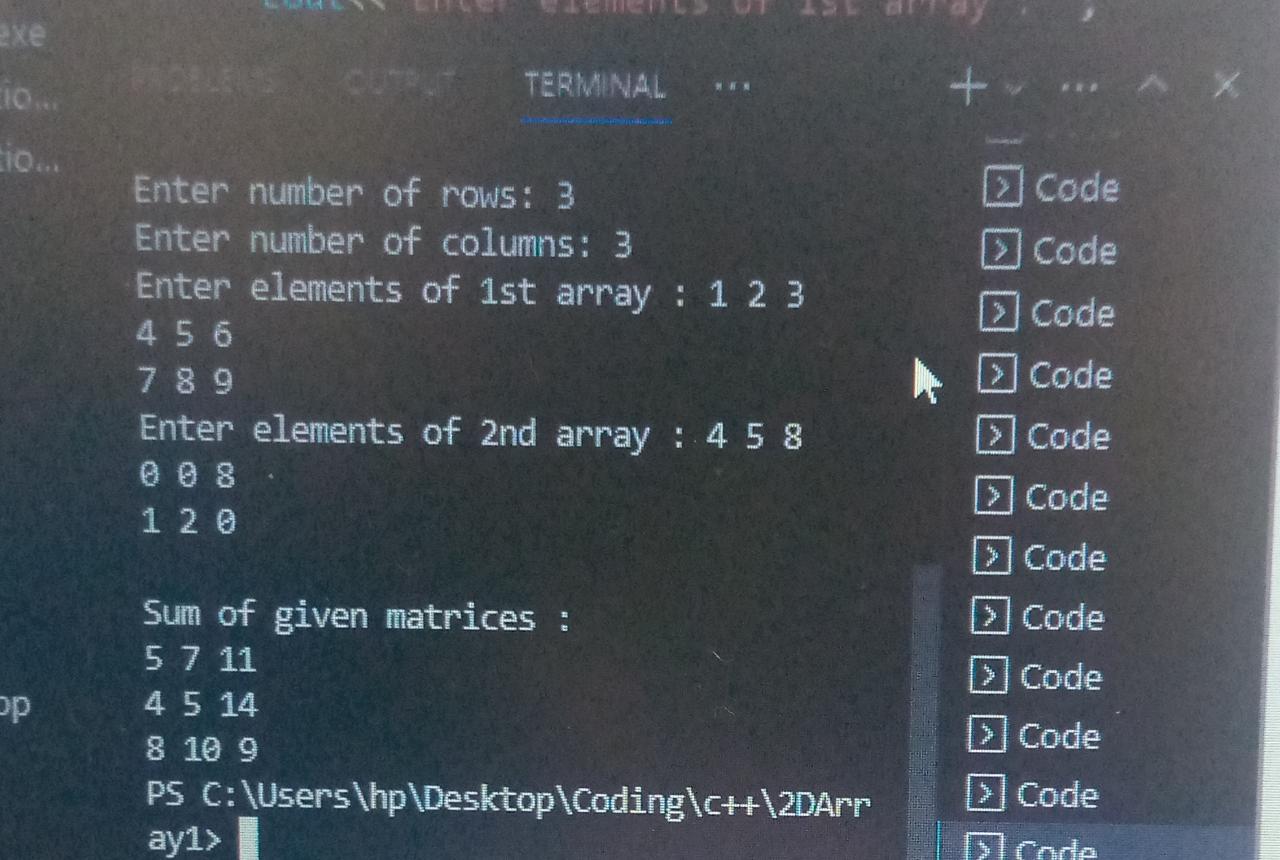 cout<< "Enter elements of 1st array : ";
exe
PROBLEMS OUTPUT TERMINAL ...
tio...
tio...
Enter number of rows: 3
Enter number of columns: 3
Enter elements of 1st array : 1 2 3
4 5 6
7 8 9
Enter elements of 2nd array : 4 5 8
0 0 8
1 2 0
Sum of given matrices :
5 7 11
4 5 14
8 10 9
PS C:\Users\hp\Desktop\Coding\c++\2DArr
ay1>
op
Code
Code
Code
Code
Code
Code
Code
Code
Code
Code
Code
Code